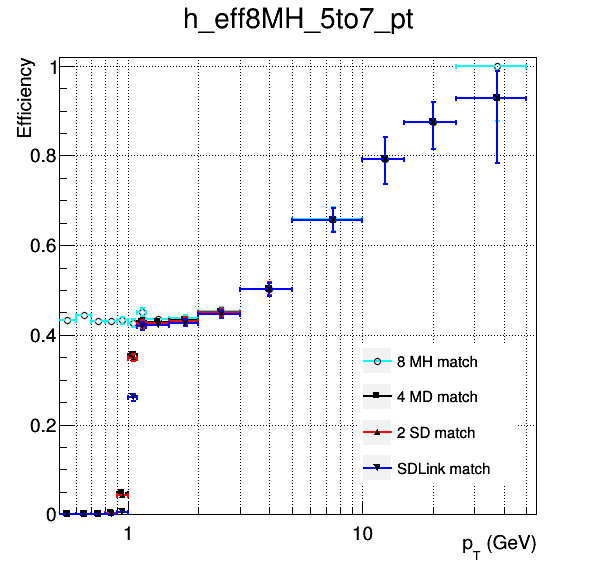 h_eff8MH_5to7_pt
Efficiency
1
0.8
0.6
0.4
0.2
0
8 MH match
4 MD match
2 SD match
SDLink match
1
10
p_T (GeV)